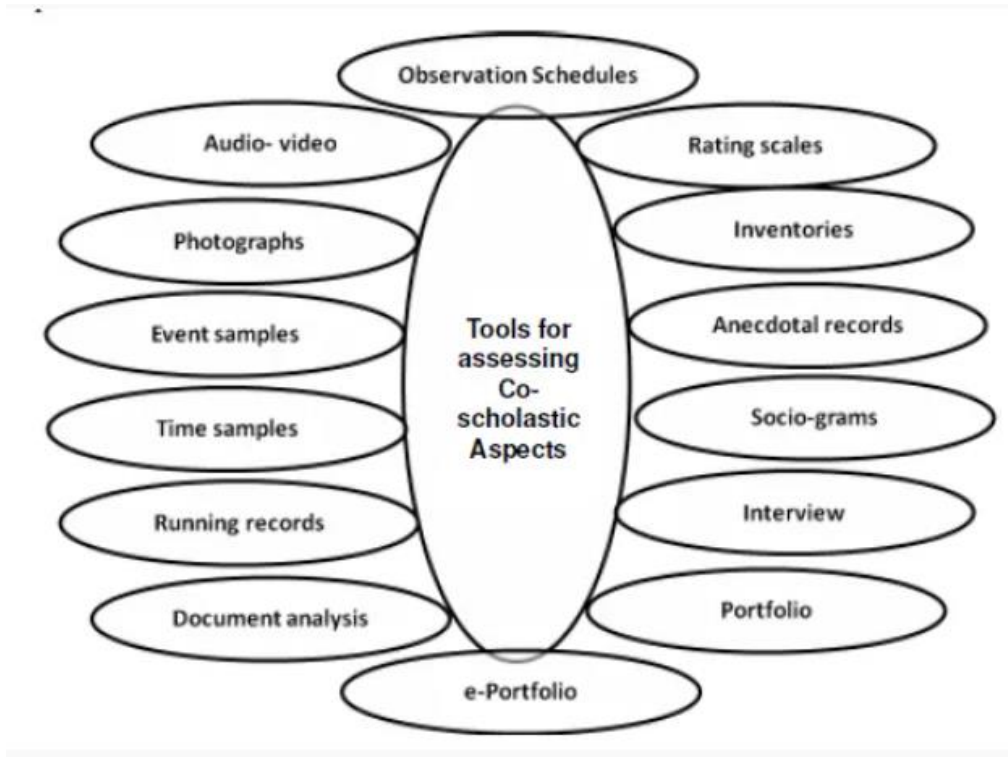 Observation Schedules
Audio- video
Rating scales
Photographs
Inventories
Event samples
Anecdotal records
Tools for
assessing
Co-
scholastic
Aspects
Time samples
Socio-grams
Running records
Interview
Document analysis
Portfolio
e-Portfolio